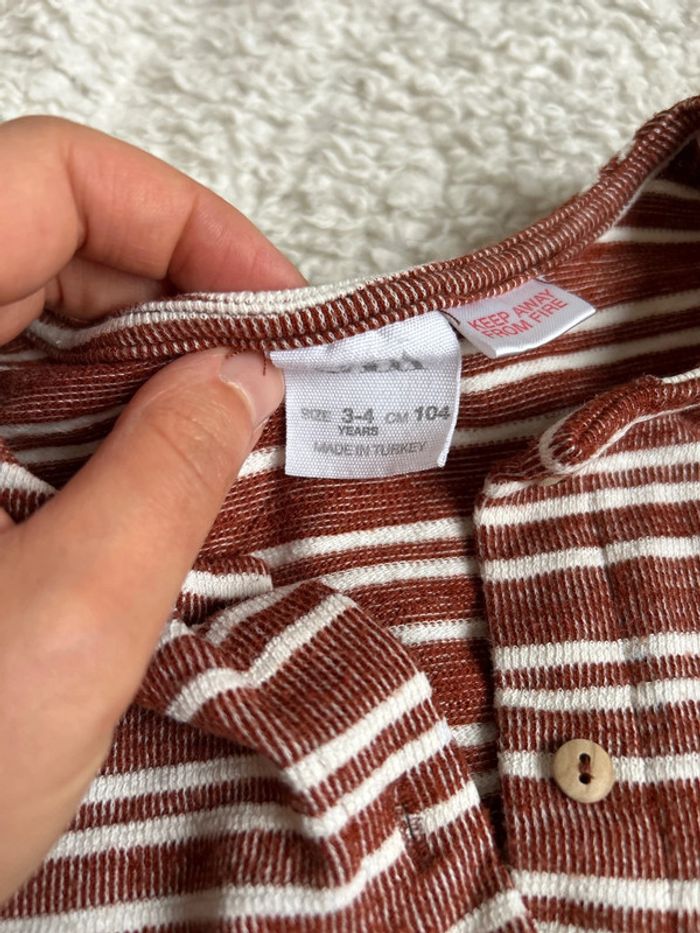 SIZE 3-4 CM 104
YEARS
MADE IN TURKEY
KEEP AWAY
FROM FIRE